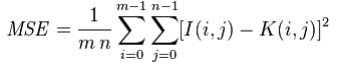 MSE = \frac{1}{m\,n} \sum_{i=0}^{m-1} \sum_{j=0}^{n-1} [I(i,j) - K(i,j)]^2